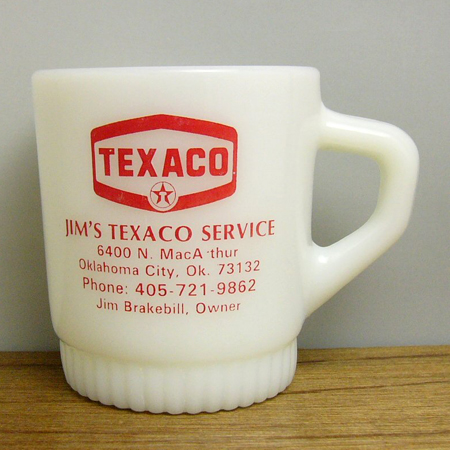 TEXACO
T
JIM'S TEXACO SERVICE
6400 N. MacA thur
Oklahoma City, Ok. 73132
Phone: 405-721-9862
Jim Brakebill, Owner